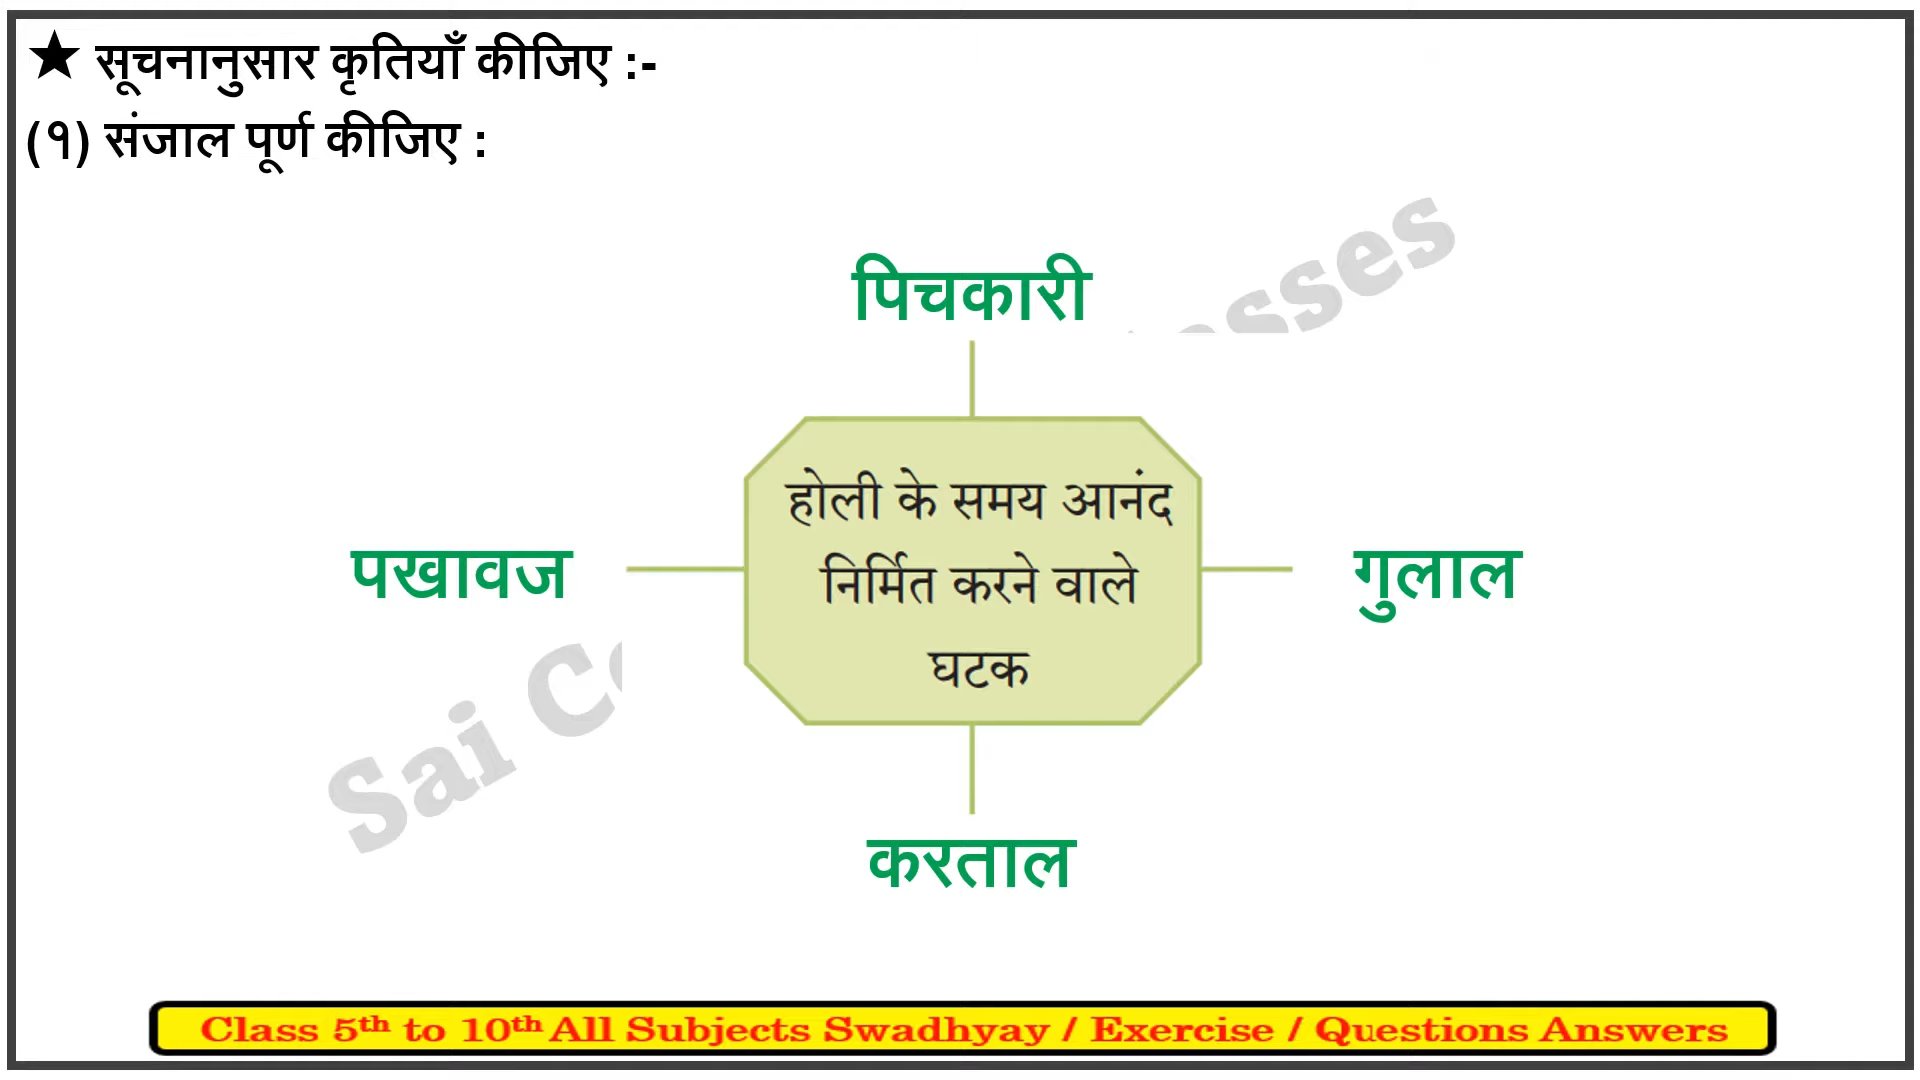 ★ सूचनानुसार कृतियाँ कीजिए :-
(१) संजाल पूर्ण कीजिए :
पिचकारी
होली के समय आनंद
निर्मित करने वाले
घटक
पखावज
गुलाल
करताल
Sai
Class 5th to 10th All Subjects Swadhyay / Exercise / Questions Answers